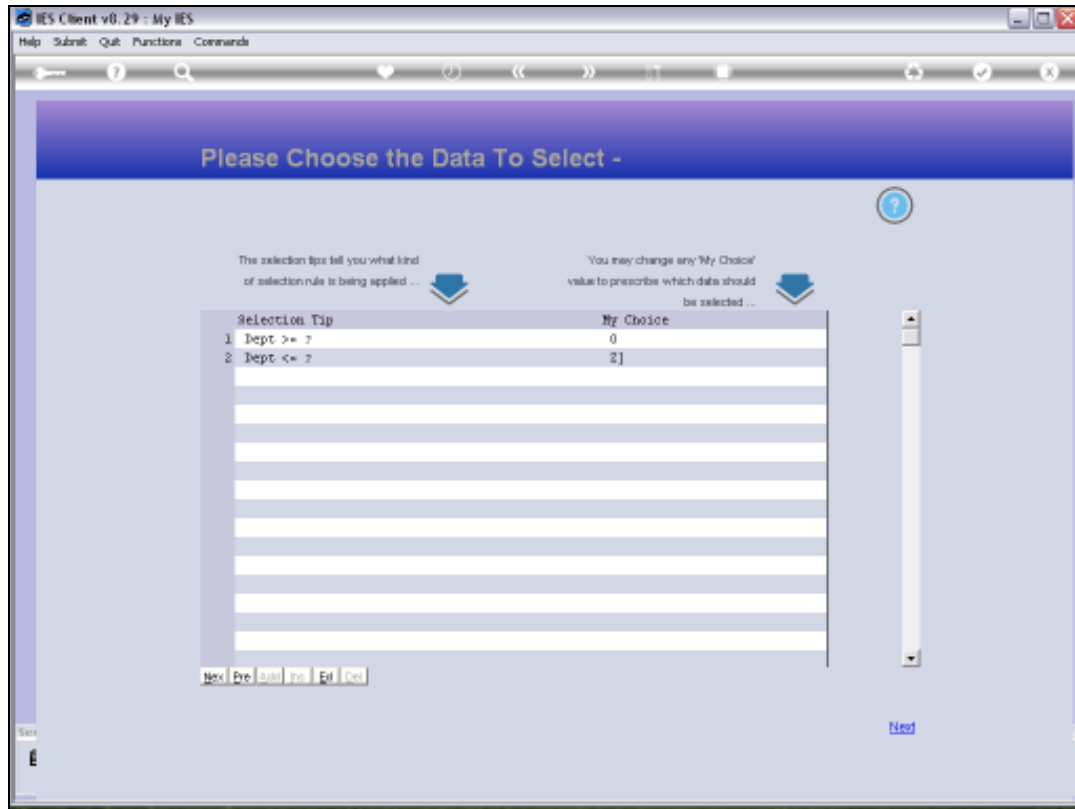 IES Client v8.29 : My IES
Help Submit Quit Functions Commands
Please Choose the Data To Select -
The selection tips tell you what kind
of selection rule is being applied ...
You may change any 'My Choice'
value to prescribe which data should
be selected ...
Selection Tip My Choice
1 Dept >= ? 0
2 Dept <= ? Z]
Nex Pre Add Ins Ed Del
Next